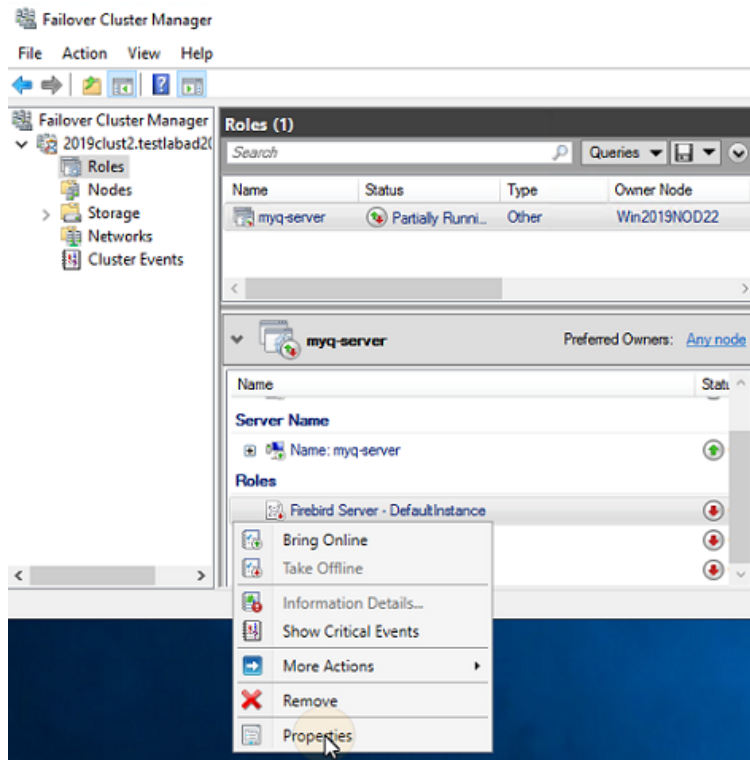 Failover Cluster Manager
File Action View Help
Failover Cluster Manager
2019clust2.testlabad2(
Roles
Nodes
Storage
Networks
Cluster Events
Roles (1)
Search
Queries
Name Status Type Owner Node
myq-server Partially Runni... Other Win2019NOD22
myq-server Preferred Owners: Any node
Name Statu
Server Name
Name: myq-server
Roles
Firebird Server - DefaultInstance
Bring Online
Take Offline
Information Details...
Show Critical Events
More Actions
Remove
Properties